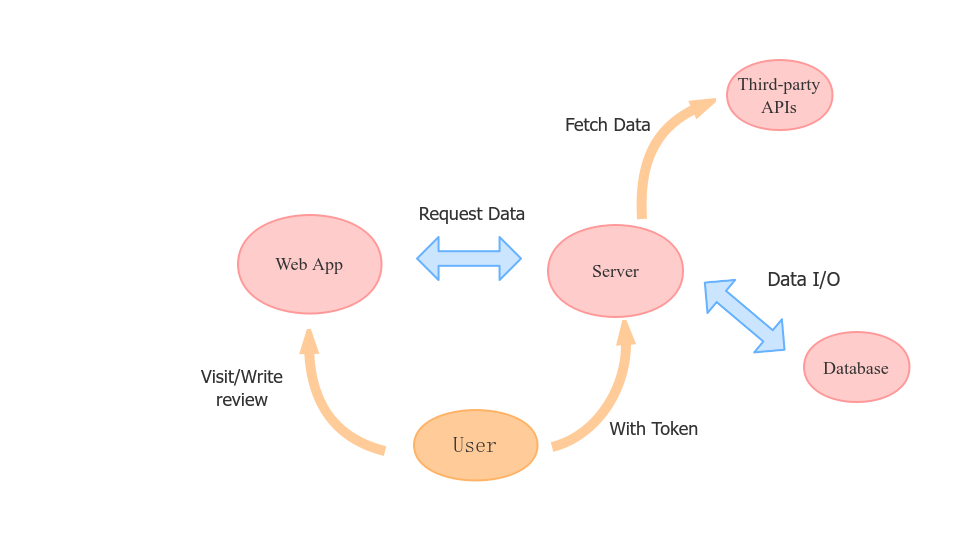 Third-party
APIs
Fetch Data
Request Data
Web App
Server
Data I/O
Database
Visit/Write
review
User
With Token